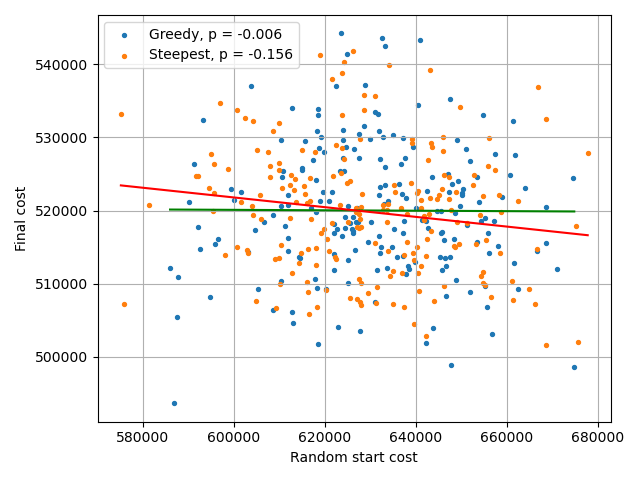 Greedy, p = -0.006
Steepest, p = -0.156
540000
530000
520000
510000
500000
Final cost
580000 600000 620000 640000 660000 680000
Random start cost